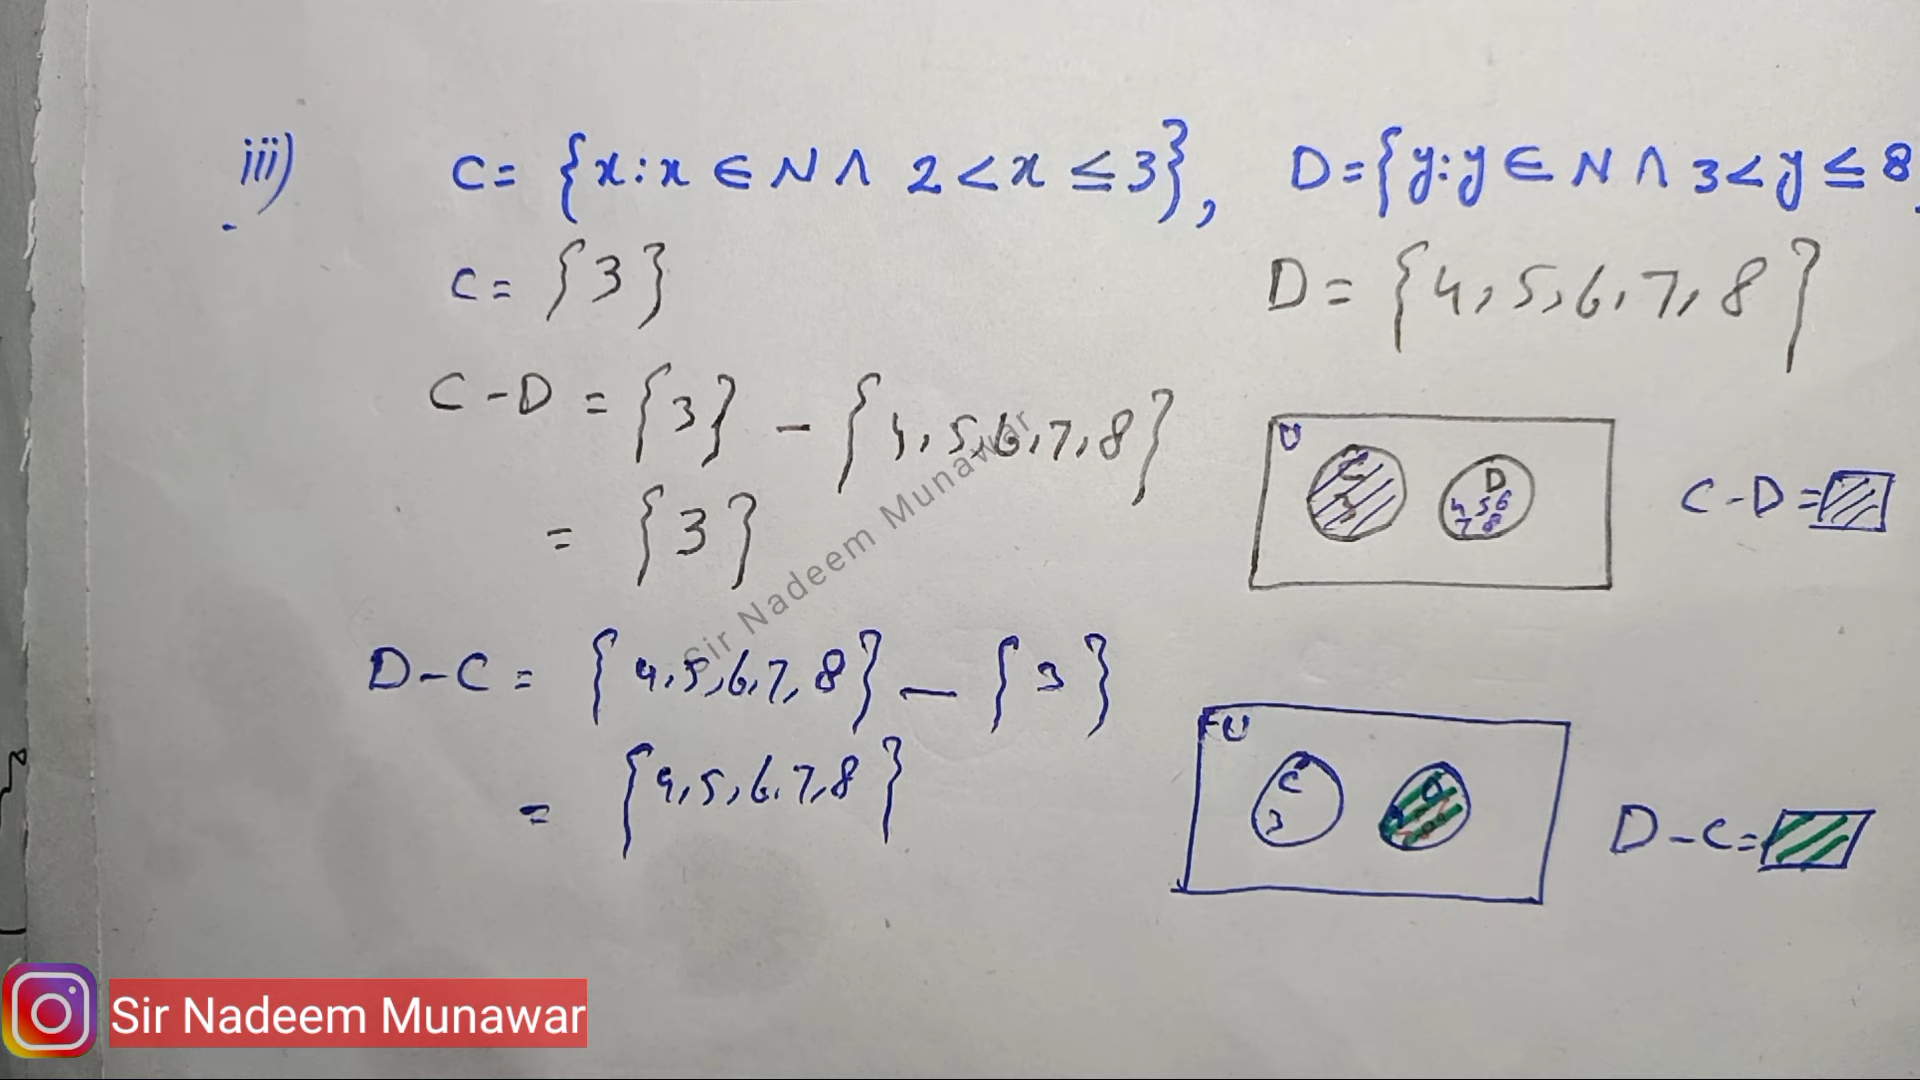 iii) C = {x : x ∈ N ∧ 2 < x ≤ 3}, D = {y : y ∈ N ∧ 3 < y ≤ 8
C = {3} D = {4, 5, 6, 7, 8}
C - D = {3} - {4, 5, 6, 7, 8}
= {3}
U C 3 D 4 5 6 7 8 C - D =
D - C = {4, 5, 6, 7, 8} - {3}
= {4, 5, 6, 7, 8}
U C 3 D D - C =
Sir Nadeem Munawar
Sir Nadeem Munawar